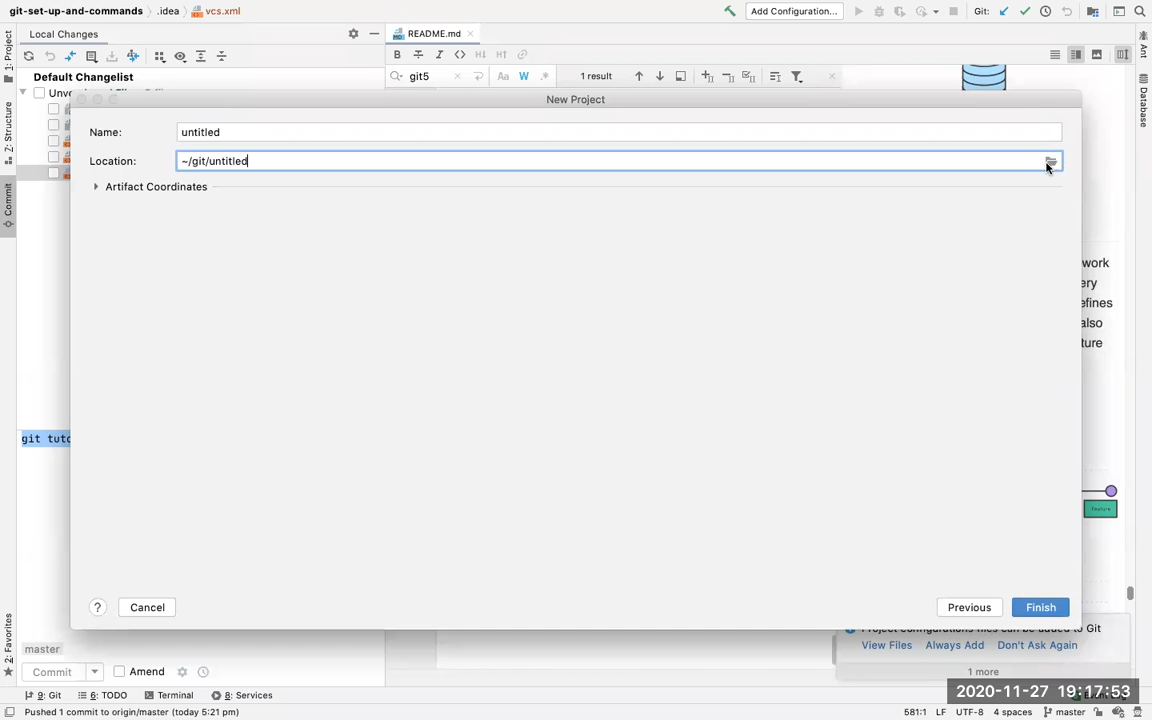 git-set-up-and-commands .idea vcs.xml Add Configuration... Git:
Local Changes README.md
git5 Aa W .* 1 result
Default Changelist
New Project
Name: untitled
Location: ~/git/untitled
Artifact Coordinates
1: Project
Z: Structure
Commit
2: Favorites
Ant
Database
work
ery
efines
also
ture
git tuto
Feature
? Cancel Previous Finish
Project configurations files can be added to Git
View Files Always Add Don't Ask Again
1 more
master
Commit Amend
2020-11-27 19:17:53
9: Git 6: TODO Terminal 8: Services
Pushed 1 commit to origin/master (today 5:21 pm) 581:1 LF UTF-8 4 spaces master